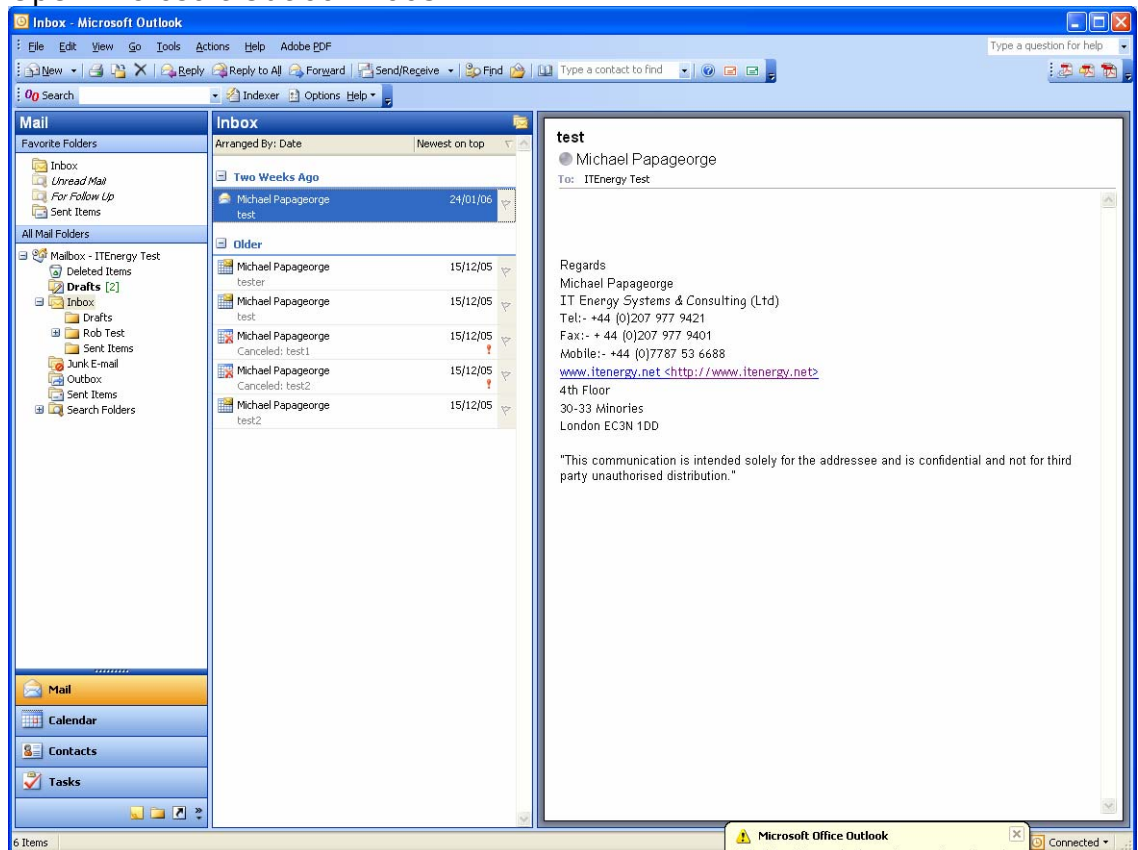 Inbox - Microsoft Outlook
File Edit View Go Tools Actions Help Adobe PDF
Type a question for help
New Reply Reply to All Forward Send/Receive Find Type a contact to find
Search Indexer Options Help
Mail
Favorite Folders
Inbox
Unread Mail
For Follow Up
Sent Items
All Mail Folders
Mailbox - ITEnergy Test
Deleted Items
Drafts [2]
Inbox
Drafts
Rob Test
Sent Items
Junk E-mail
Outbox
Sent Items
Search Folders
Mail
Calendar
Contacts
Tasks
Inbox
Arranged By: Date Newest on top
Two Weeks Ago
Michael Papageorge 24/01/06
test
Older
Michael Papageorge 15/12/05
tester
Michael Papageorge 15/12/05
test
Michael Papageorge 15/12/05
Canceled: test1
Michael Papageorge 15/12/05
Canceled: test2
Michael Papageorge 15/12/05
test2
test
Michael Papageorge
To: ITEnergy Test
Regards
Michael Papageorge
IT Energy Systems & Consulting (Ltd)
Tel:- +44 (0)207 977 9421
Fax:- + 44 (0)207 977 9401
Mobile:- +44 (0)7787 53 6688
www.itenergy.net <http://www.itenergy.net>
4th Floor
30-33 Minories
London EC3N 1DD
"This communication is intended solely for the addressee and is confidential and not for third
party unauthorised distribution."
6 Items
Microsoft Office Outlook
Connected